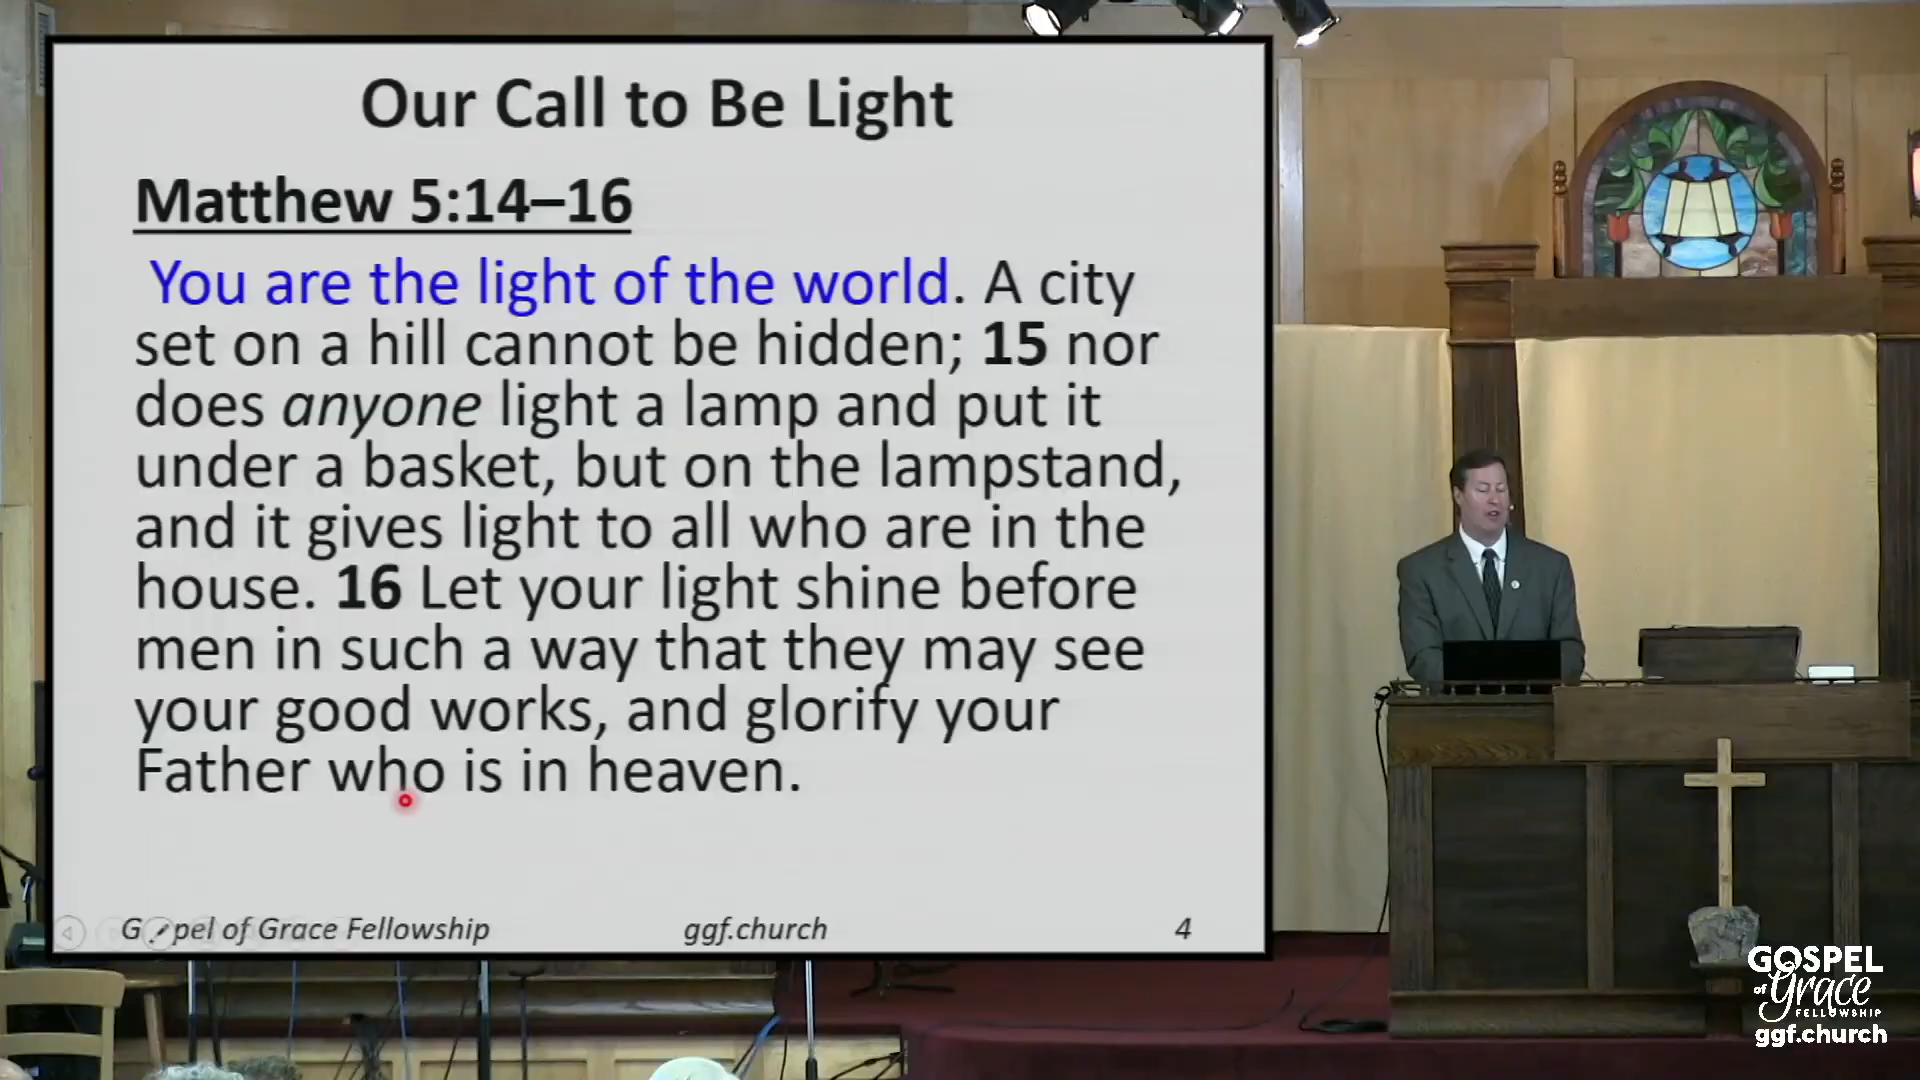 Our Call to Be Light
Matthew 5:14–16
You are the light of the world. A city
set on a hill cannot be hidden; 15 nor
does anyone light a lamp and put it
under a basket, but on the lampstand,
and it gives light to all who are in the
house. 16 Let your light shine before
men in such a way that they may see
your good works, and glorify your
Father who is in heaven.
Gospel of Grace Fellowship
ggf.church
4
GOSPEL
of Grace
FELLOWSHIP
ggf.church